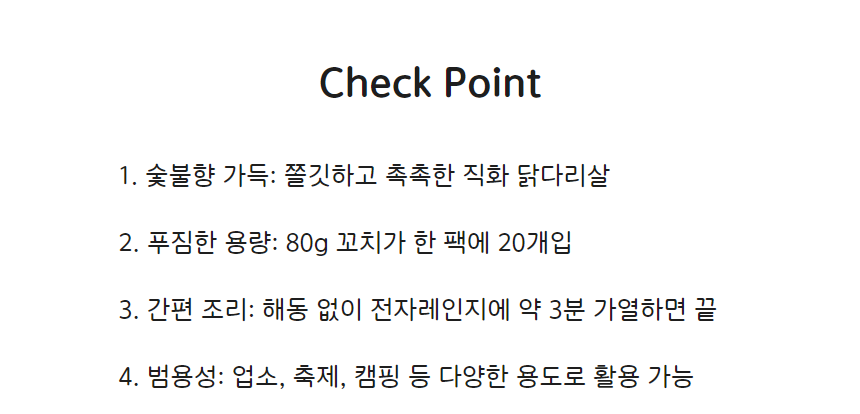 Check Point
1. 숯불향 가득: 쫄깃하고 촉촉한 직화 닭다리살
2. 푸짐한 용량: 80g 꼬치가 한 팩에 20개입
3. 간편 조리: 해동 없이 전자레인지에 약 3분 가열하면 끝
4. 범용성: 업소, 축제, 캠핑 등 다양한 용도로 활용 가능